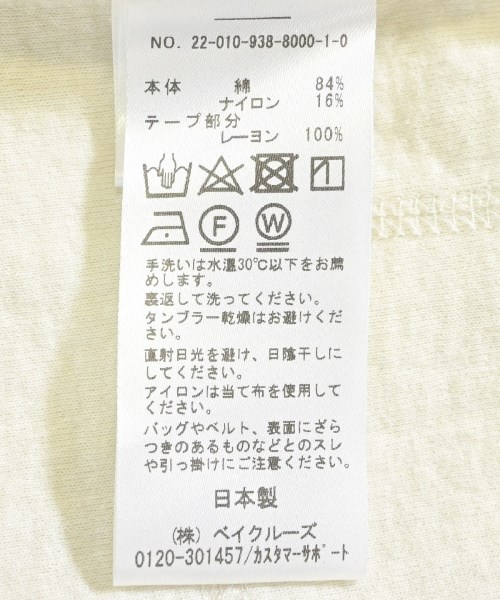 NO. 22-010-938-8000-1-0
本体 綿 84%
ナイロン 16%
テープ部分
レーヨン 100%
F W
手洗いは水温30℃以下をお薦
めします。
裏返して洗ってください。
タンブラー乾燥はお避けくだ
さい。
直射日光を避け、日陰干しに
してください。
アイロンは当て布を使用して
ください。
バッグやベルト、表面にざら
つきのあるものなどとのスレ
や引っ掛けにご注意ください。
日本製
(株) ベイクルーズ
0120-301457/カスタマーサポート